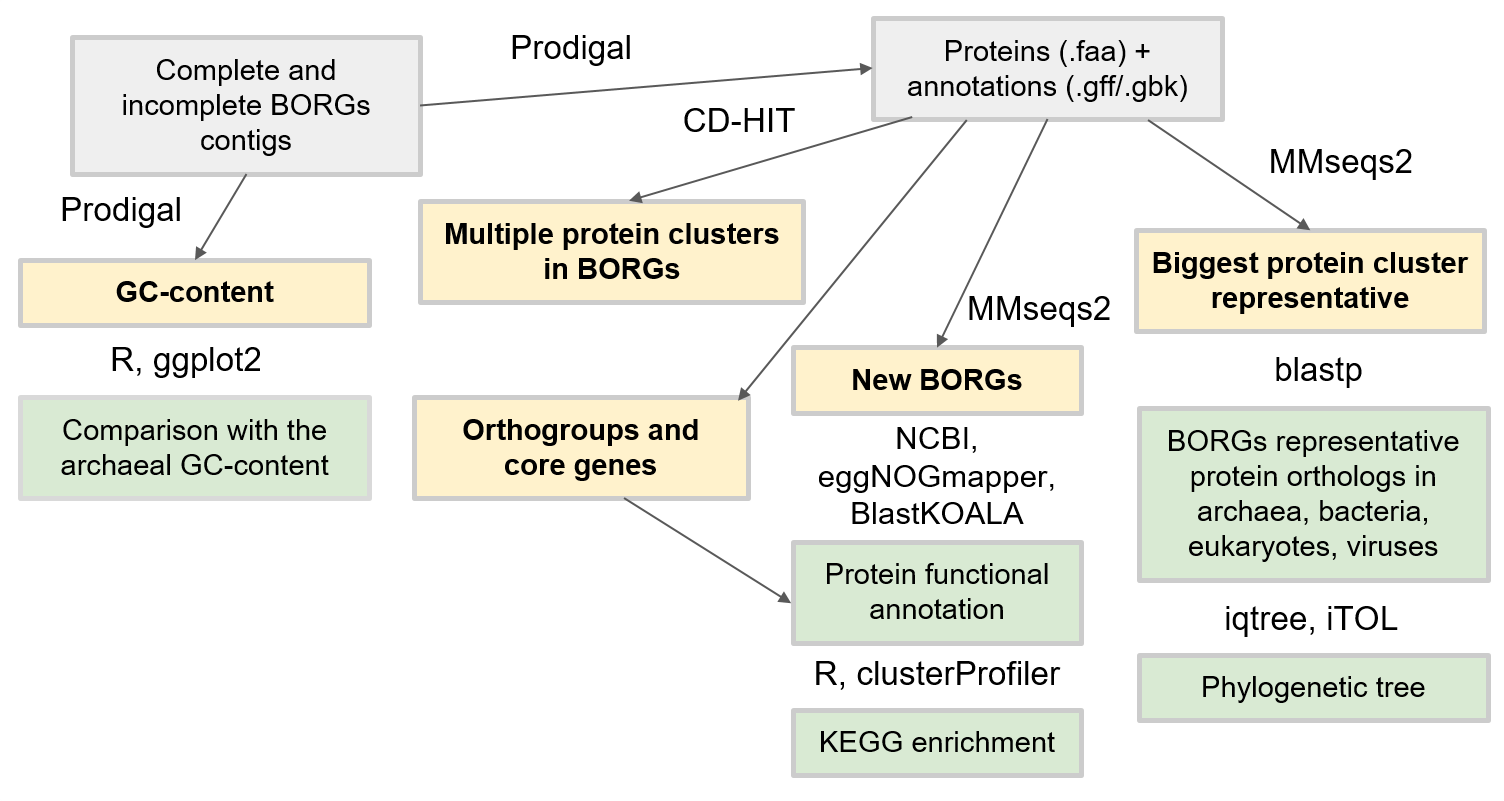 Complete and
incomplete BORGs
contigs
Prodigal
Proteins (.faa) +
annotations (.gff/.gbk)
Prodigal
GC-content
R, ggplot2
Comparison with the
archaeal GC-content
CD-HIT
Multiple protein clusters
in BORGs
Orthogroups and
core genes
MMseqs2
New BORGs
NCBI,
eggNOGmapper,
BlastKOALA
Protein functional
annotation
R, clusterProfiler
KEGG enrichment
MMseqs2
Biggest protein cluster
representative
blastp
BORGs representative
protein orthologs in
archaea, bacteria,
eukaryotes, viruses
iqtree, iTOL
Phylogenetic tree